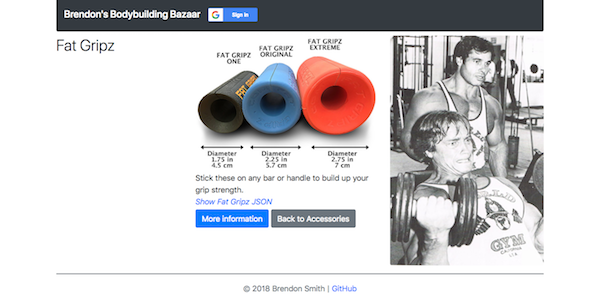 Brendon's Bodybuilding Bazaar
G Sign in
Fat Gripz
FAT GRIPZ ONE
FAT GRIPZ ORIGINAL
FAT GRIPZ EXTREME
FAT GRIPZ
Diameter
1.75 in
4.5 cm
Diameter
2.25 in
5.7 cm
Diameter
2.75 in
7 cm
Stick these on any bar or handle to build up your
grip strength.
Show Fat Gripz JSON
More information
Back to Accessories
GYM
© 2018 Brendon Smith | GitHub